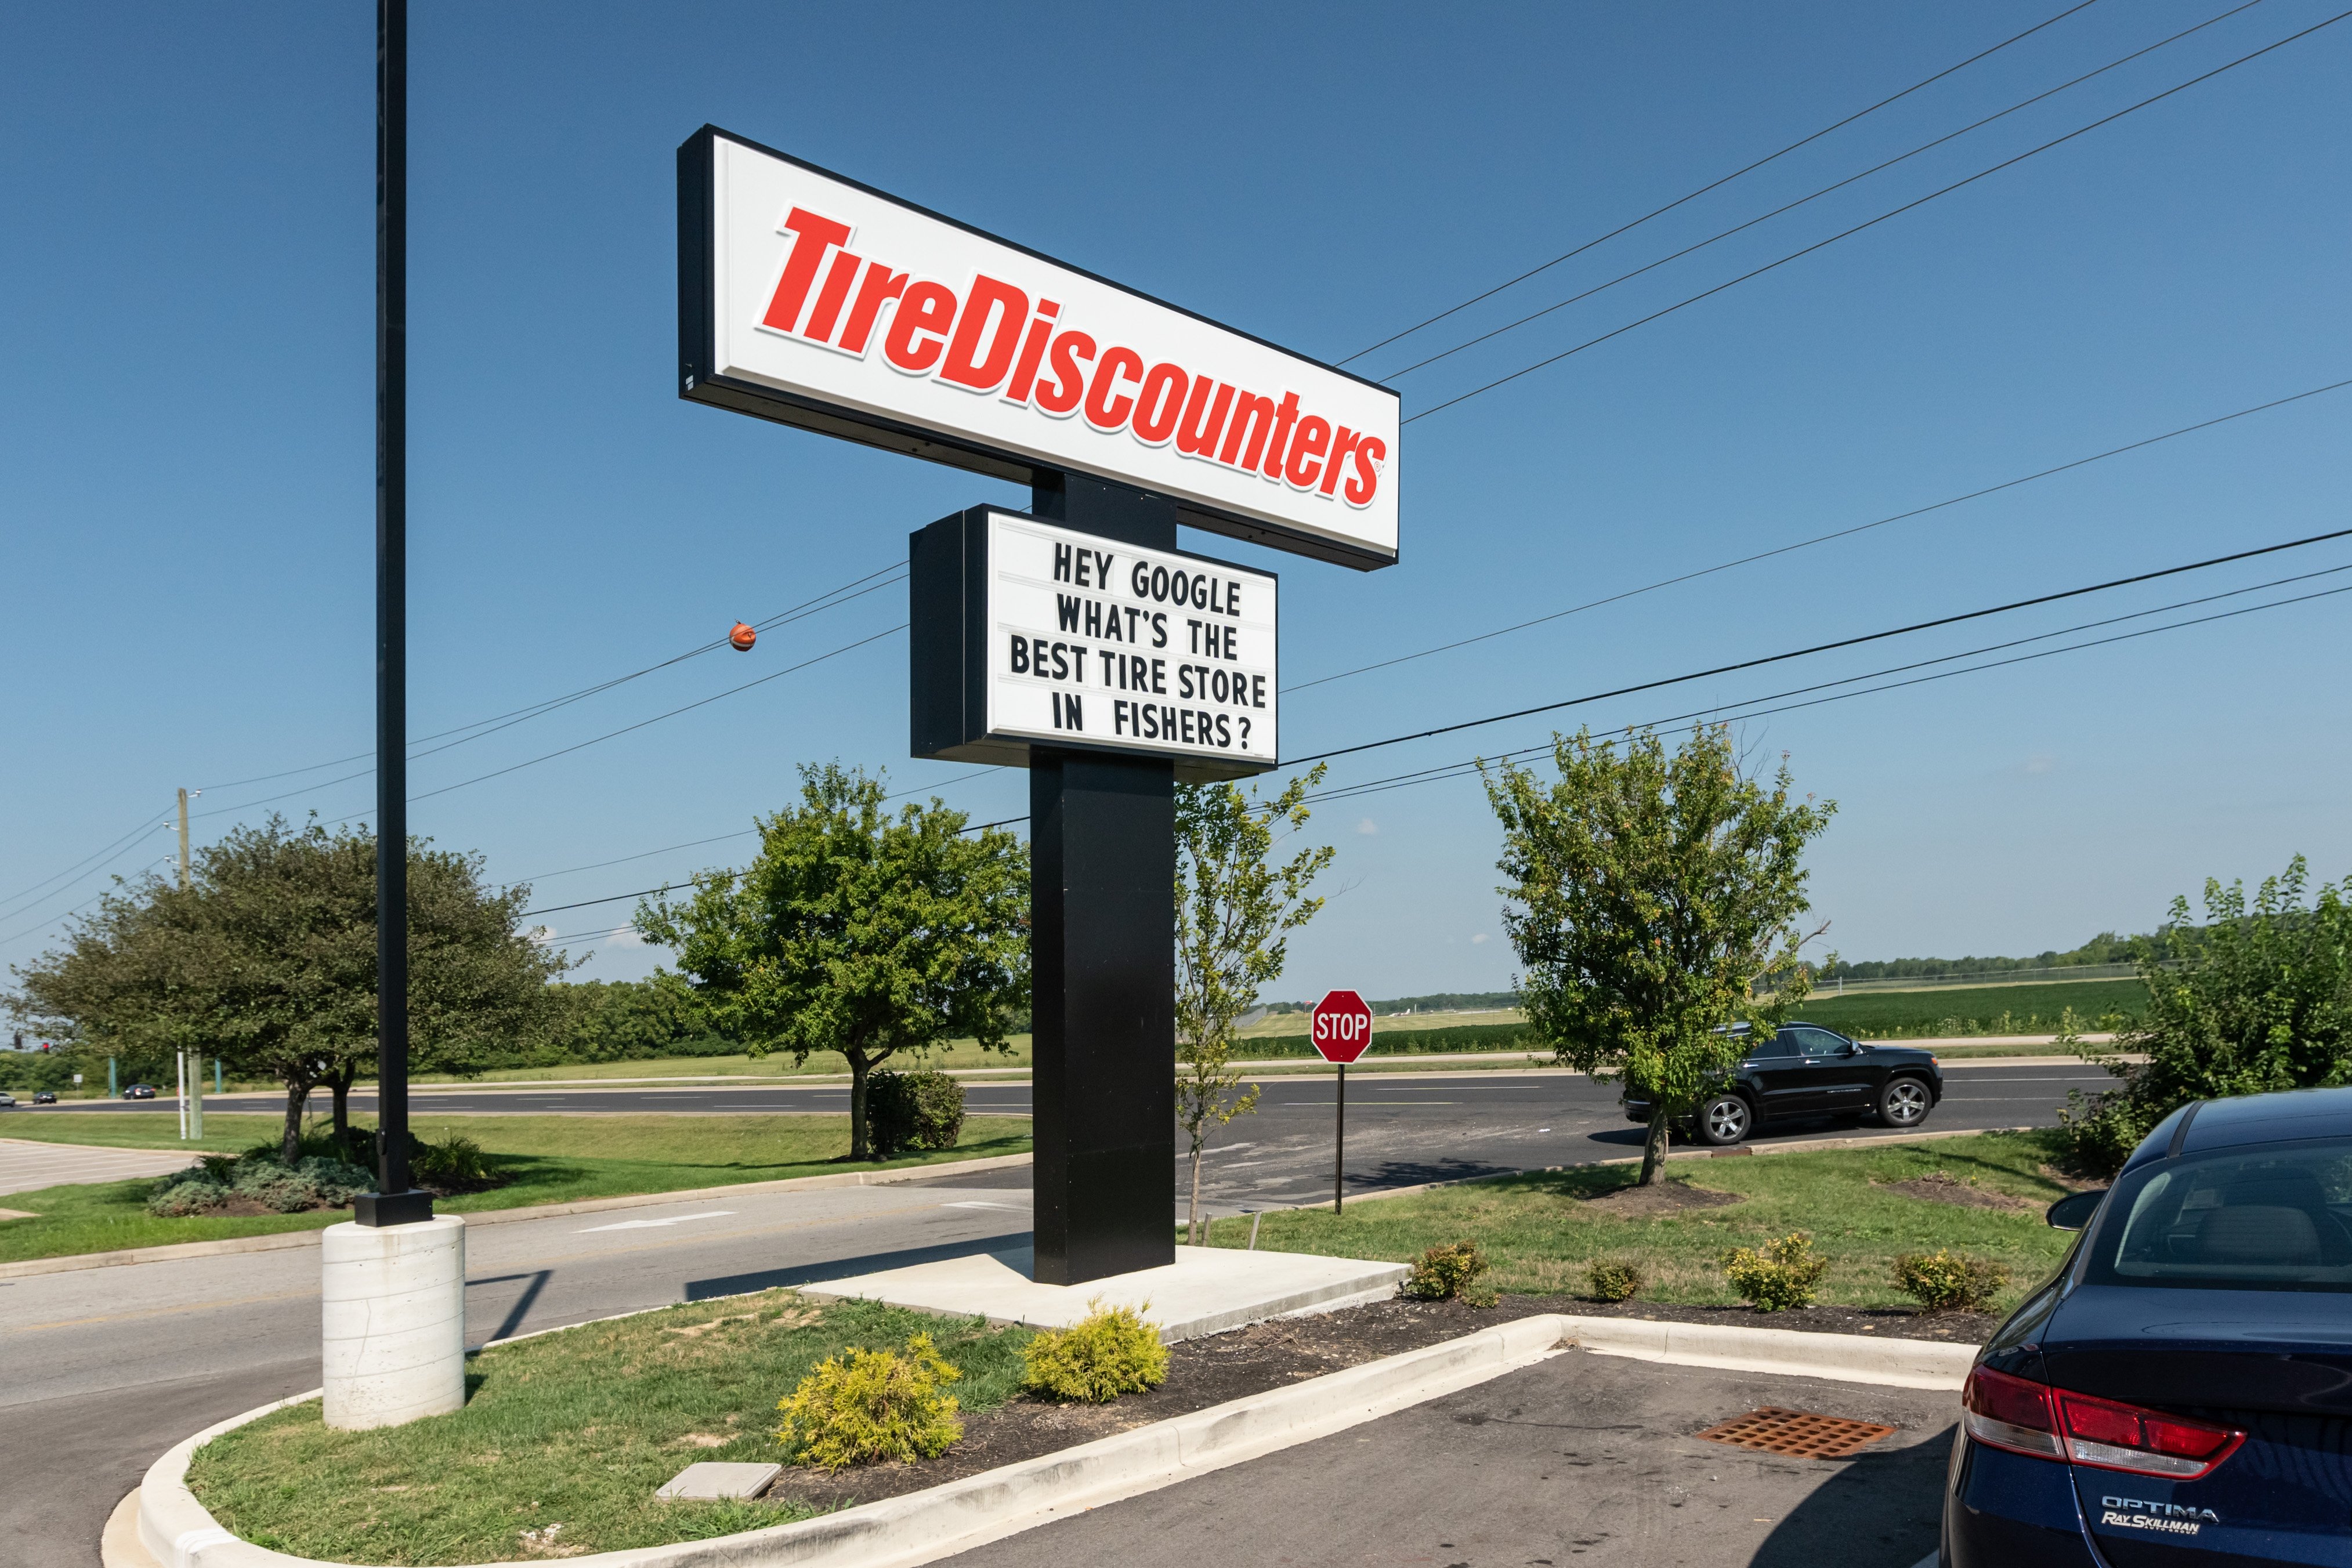 TireDiscounters
HEY GOOGLE
WHAT'S THE
BEST TIRE STORE
IN FISHERS?
STOP
OPTIMA
RAY SKILLMAN